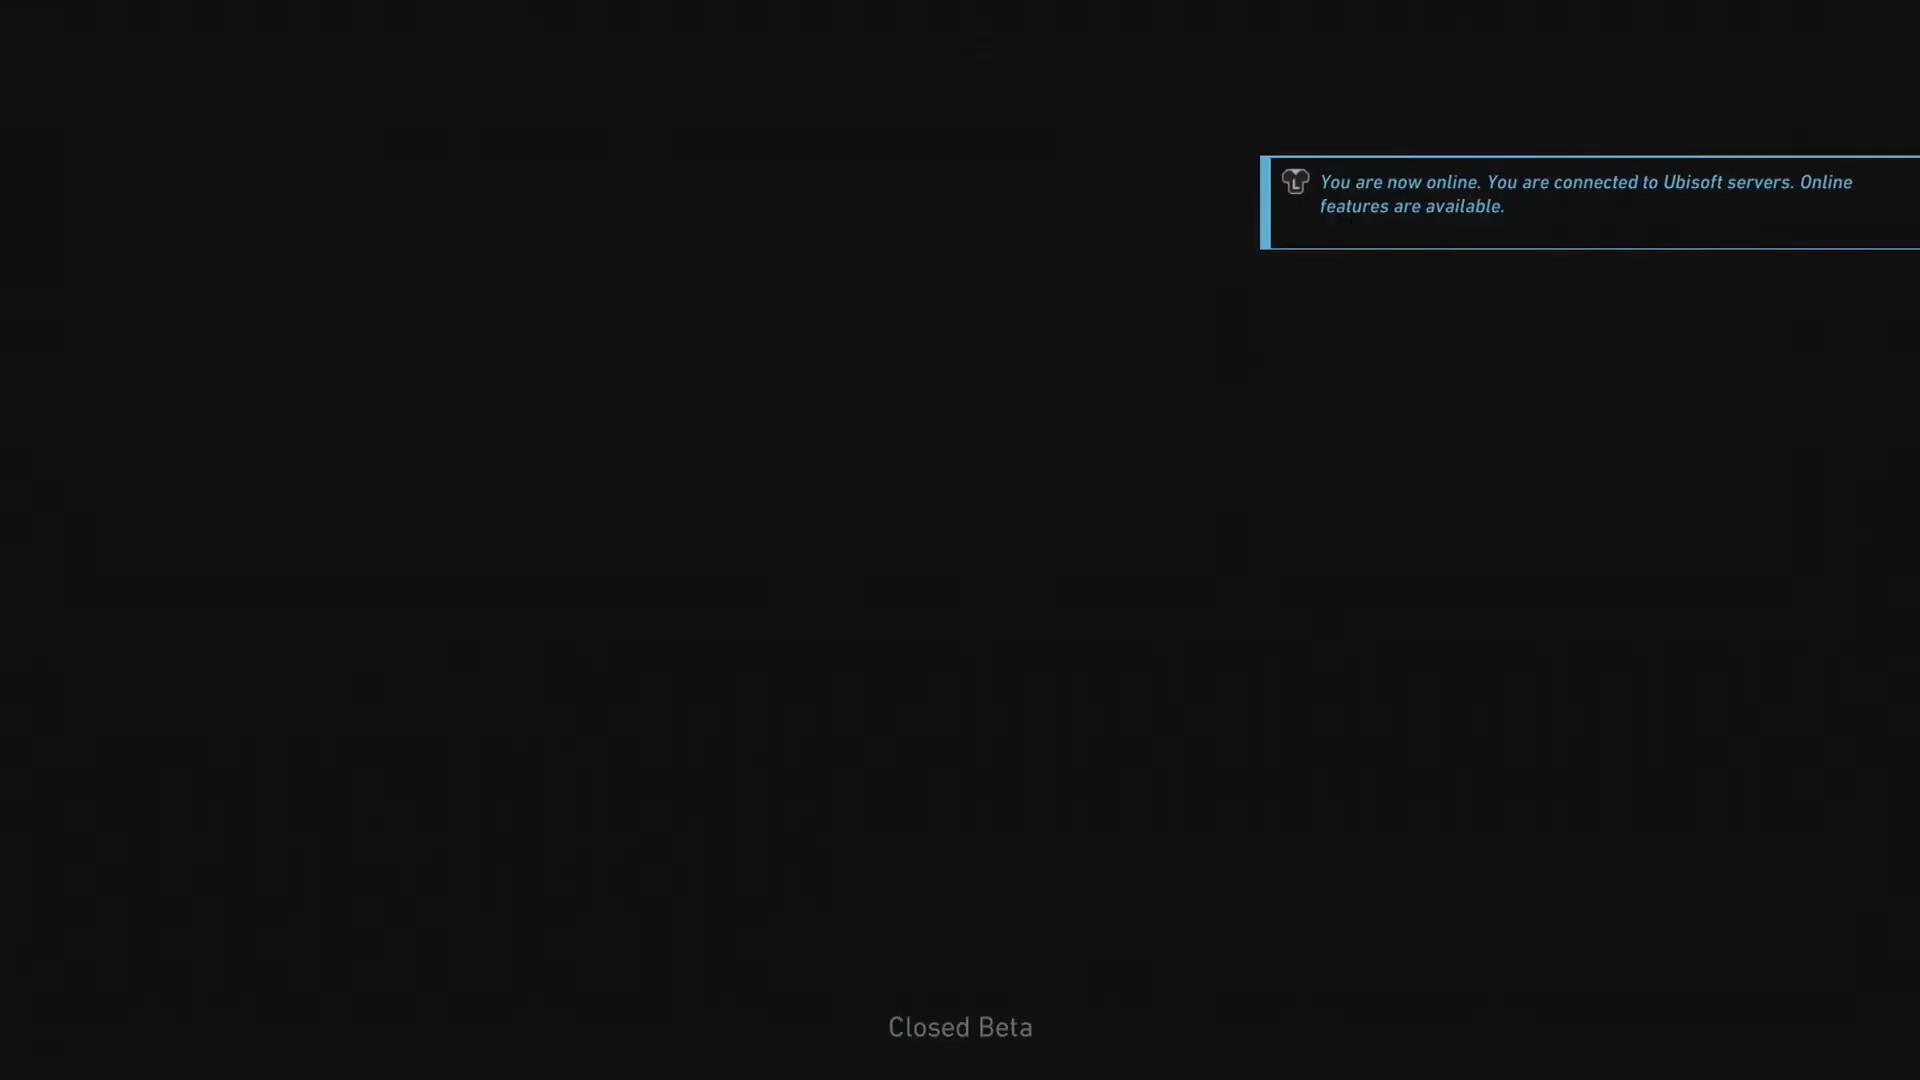 L
You are now online. You are connected to Ubisoft servers. Online
features are available.
Closed Beta